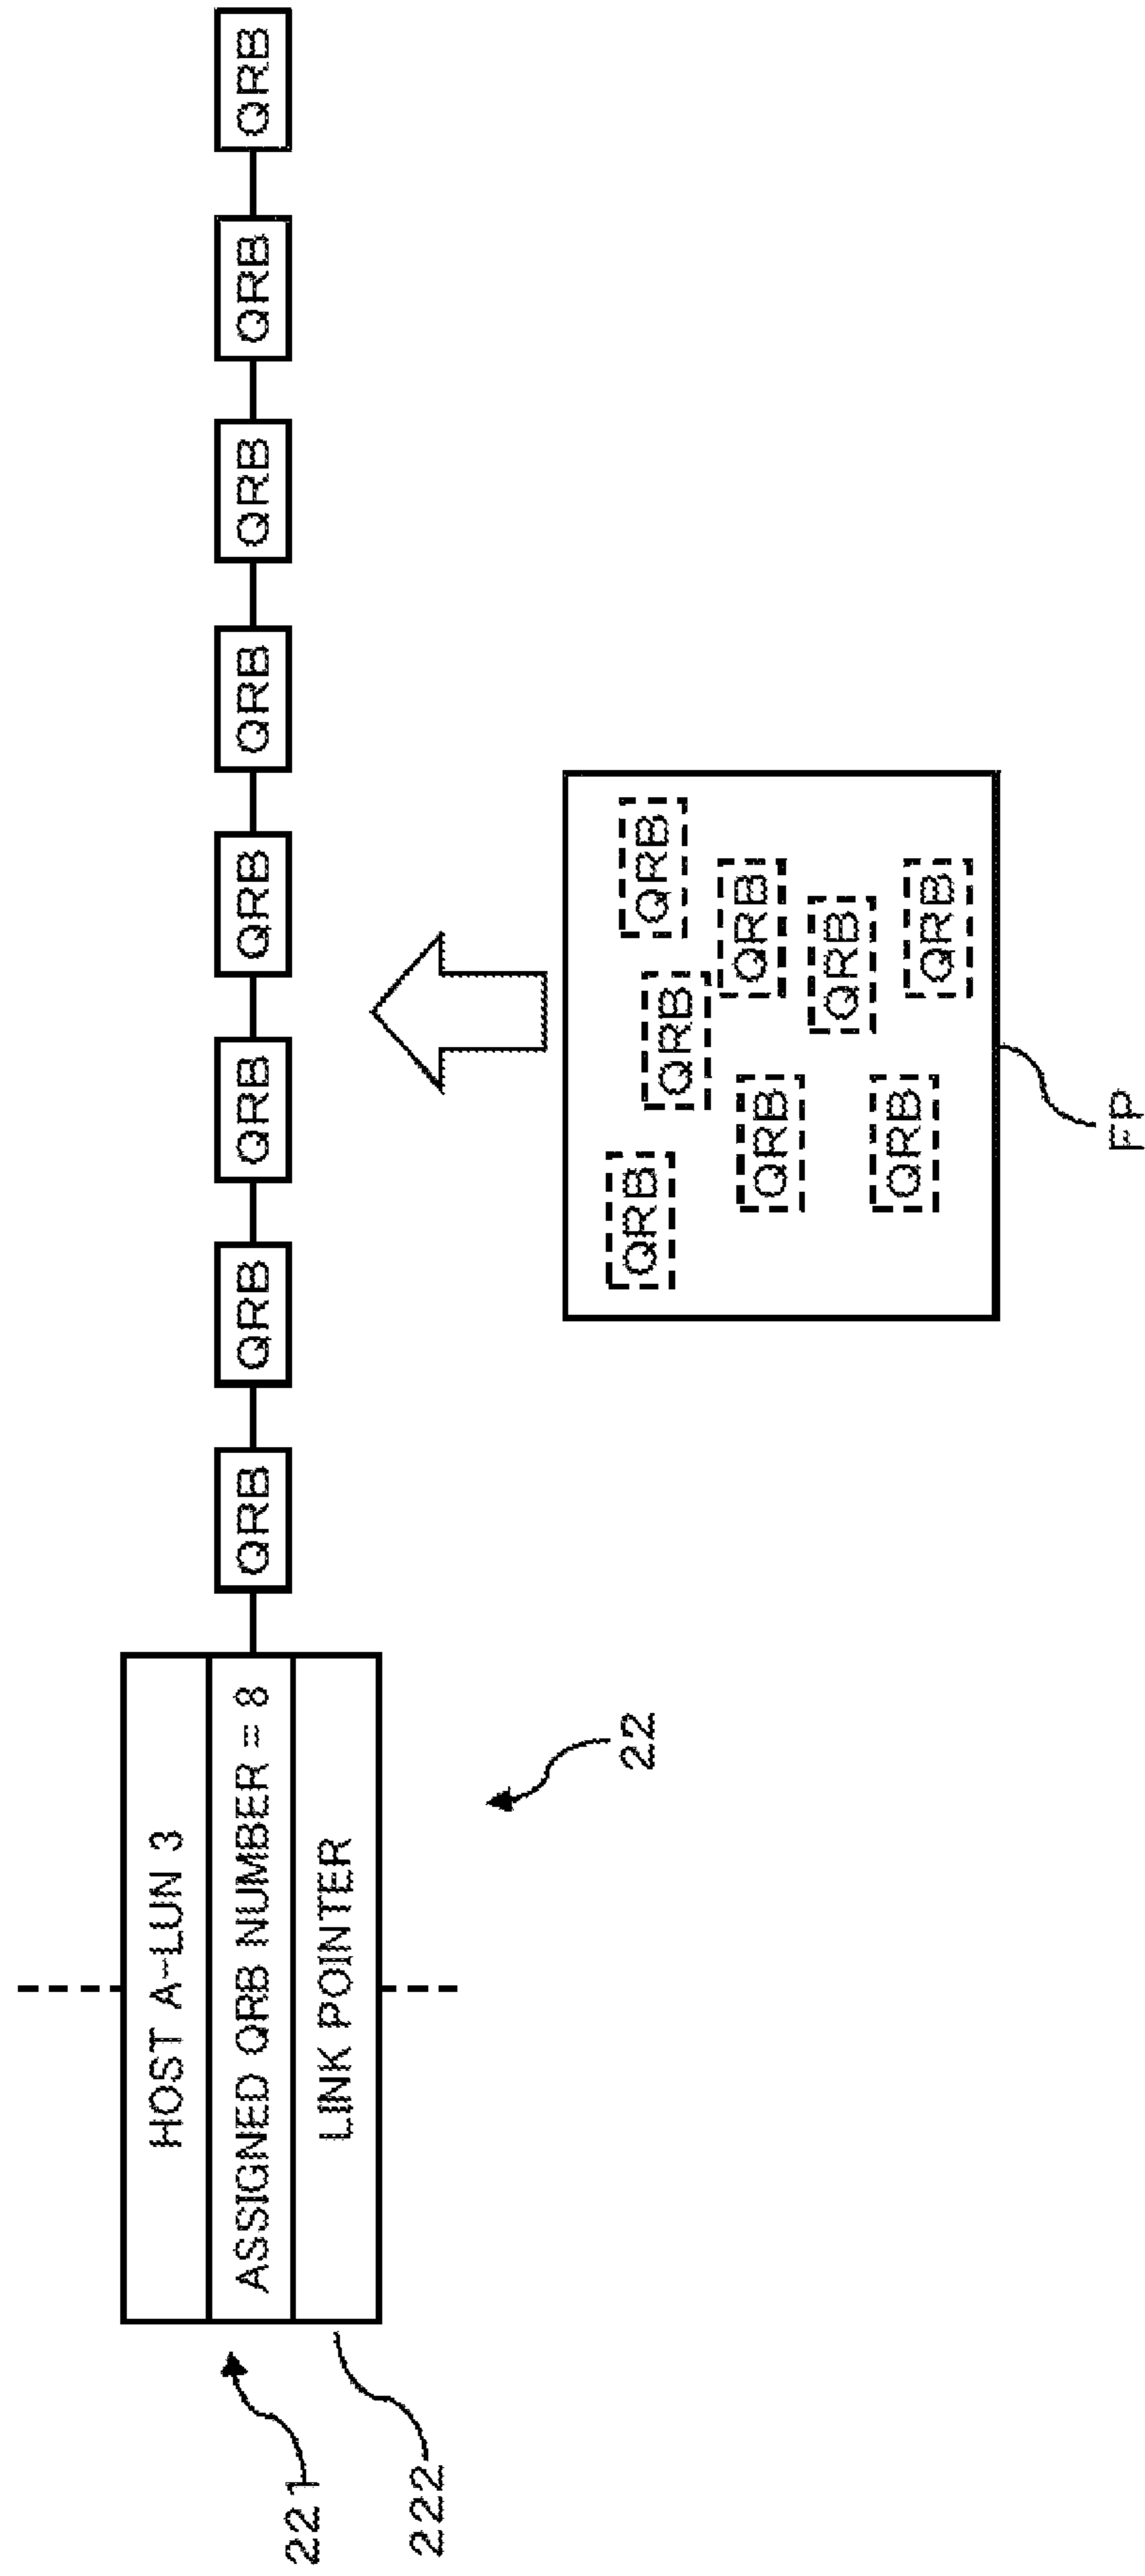 HOST A-LUN 3
ASSIGNED QRB NUMBER = 8
QRB
QRB
QRB
QRB
QRB
QRB
QRB
QRB
221
LINK POINTER
222
22
QRB
QRB
QRB
QRB
QRB
QRB
QRB
QRB
FP